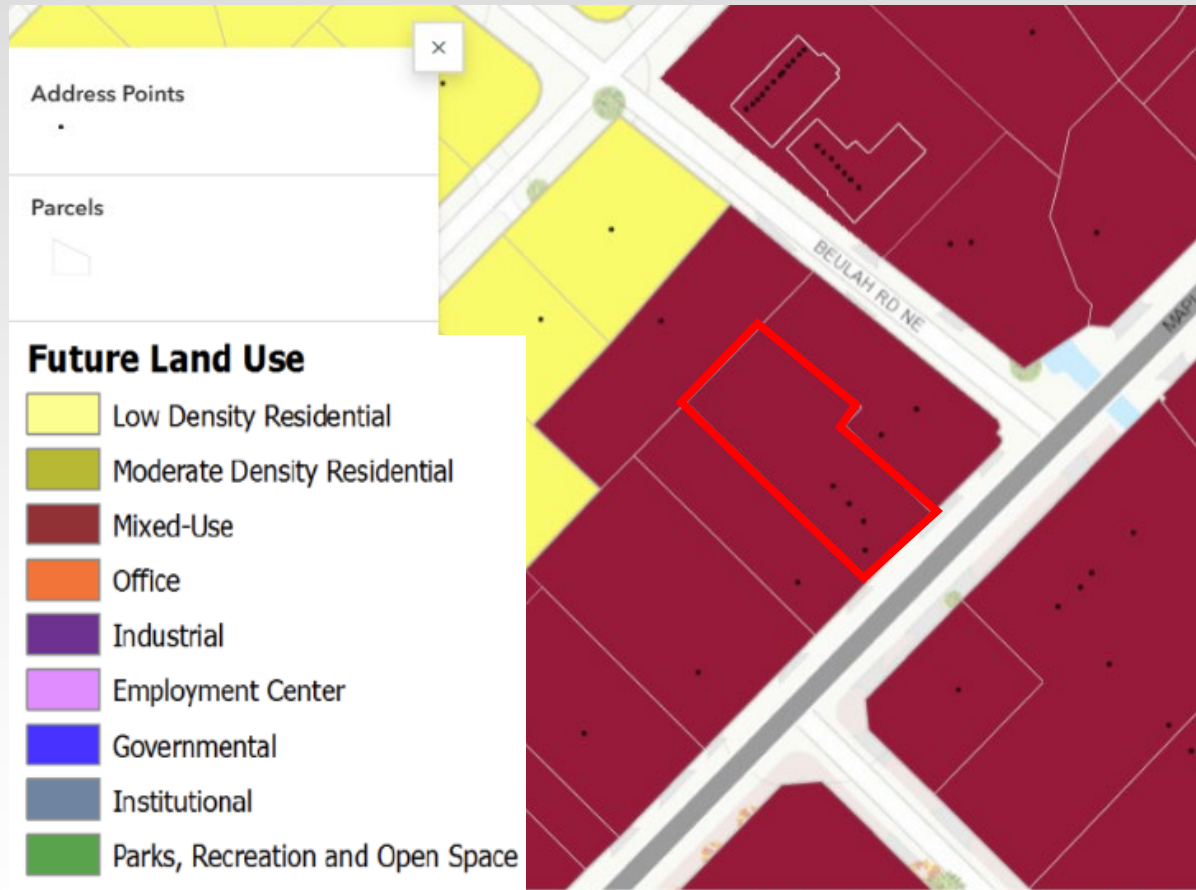 ×
Address Points
Parcels
Future Land Use
Low Density Residential
Moderate Density Residential
Mixed-Use
Office
Industrial
Employment Center
Governmental
Institutional
Parks, Recreation and Open Space
BEULAH RD NE